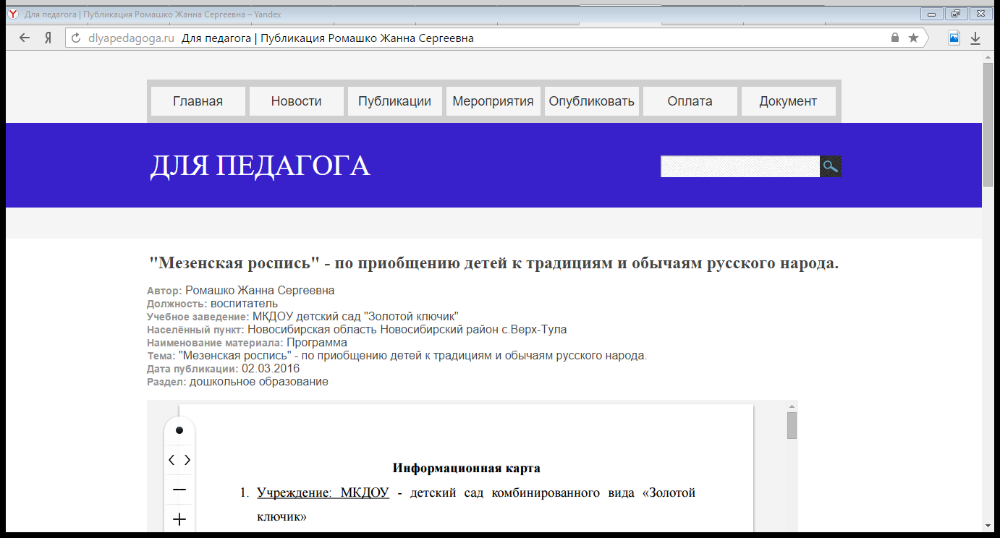 Для педагога | Публикация Ромашко Жанна Сергеевна – Yandex
Я dlyapedagoga.ru Для педагога | Публикация Ромашко Жанна Сергеевна
Главная Новости Публикации Мероприятия Опубликовать Оплата Документ
ДЛЯ ПЕДАГОГА
"Мезенская роспись" - по приобщению детей к традициям и обычаям русского народа.
Автор: Ромашко Жанна Сергеевна
Должность: воспитатель
Учебное заведение: МКДОУ детский сад "Золотой ключик"
Населённый пункт: Новосибирская область Новосибирский район с.Верх-Тула
Наименование материала: Программа
Тема: "Мезенская роспись" - по приобщению детей к традициям и обычаям русского народа.
Дата публикации: 02.03.2016
Раздел: дошкольное образование
Информационная карта
1. Учреждение: МКДОУ - детский сад комбинированного вида «Золотой
ключик»